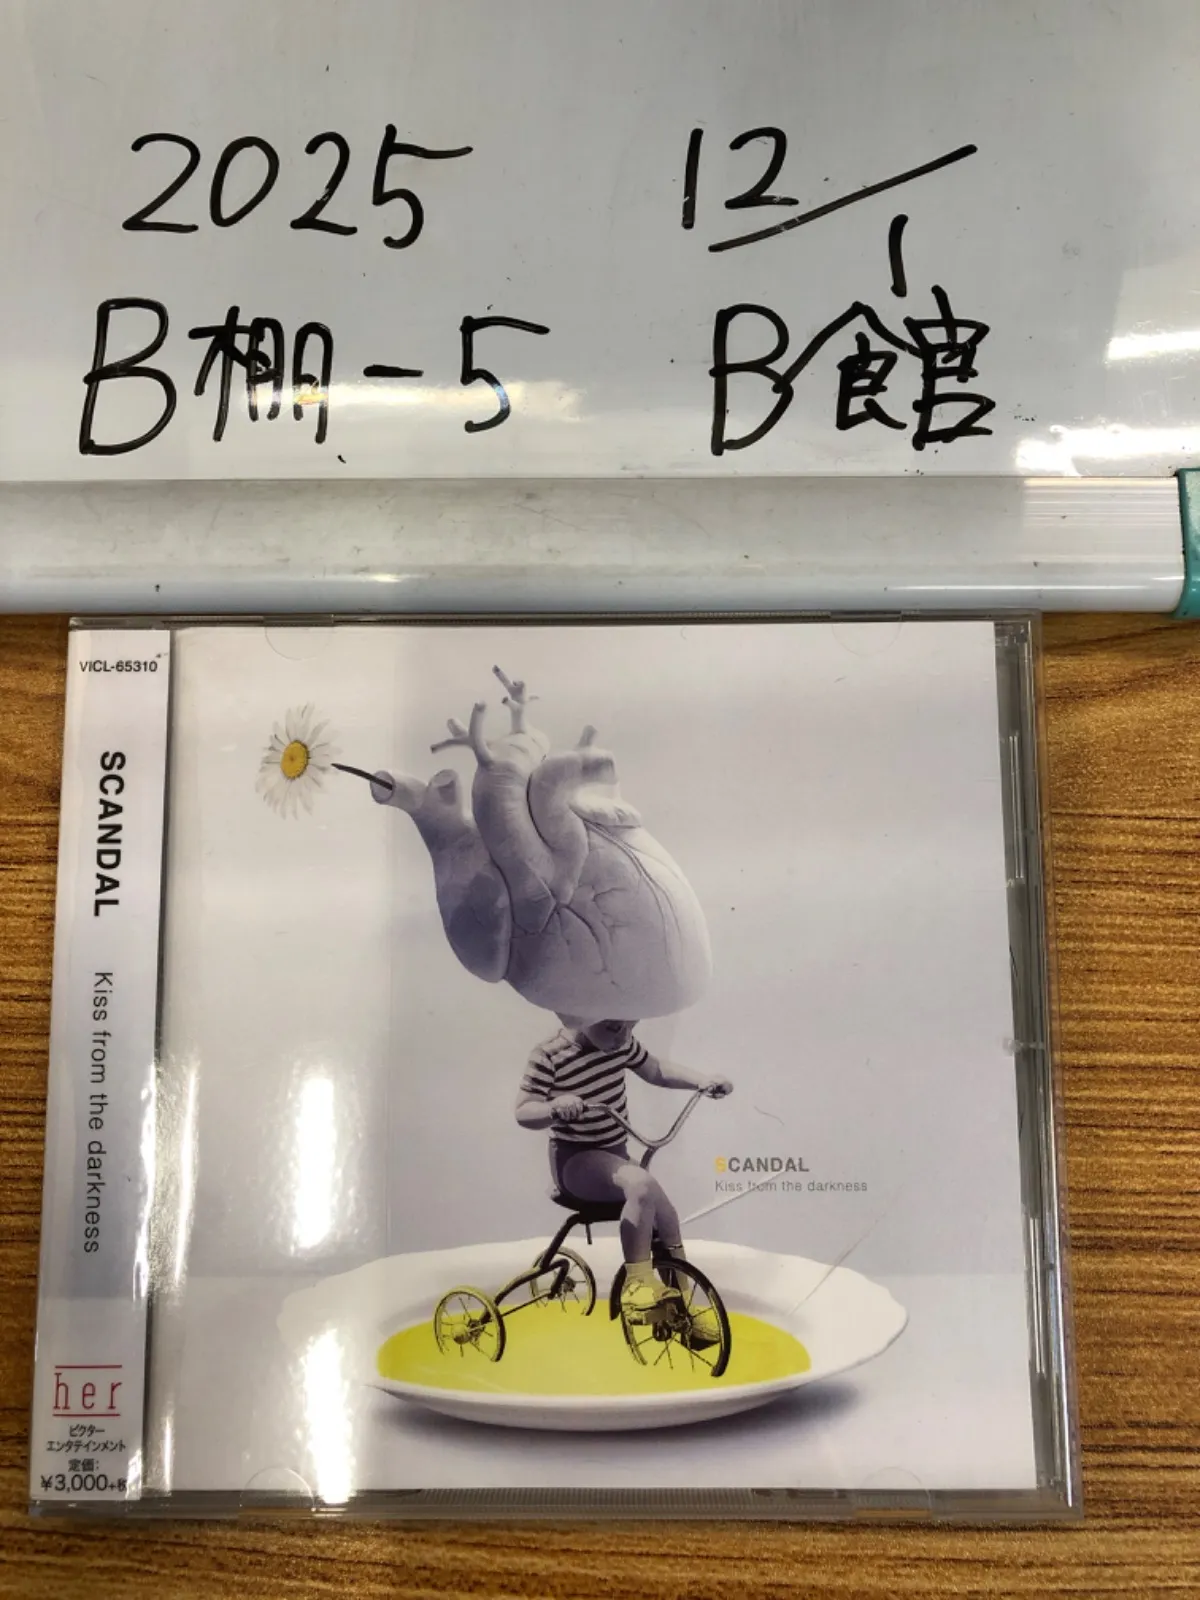 2025 12/1
B棚-5 B館
VICL-65310
SCANDAL Kiss from the darkness
her
ビクター
エンタテインメント
定価:
¥3,000+税
SCANDAL
Kiss from the darkness